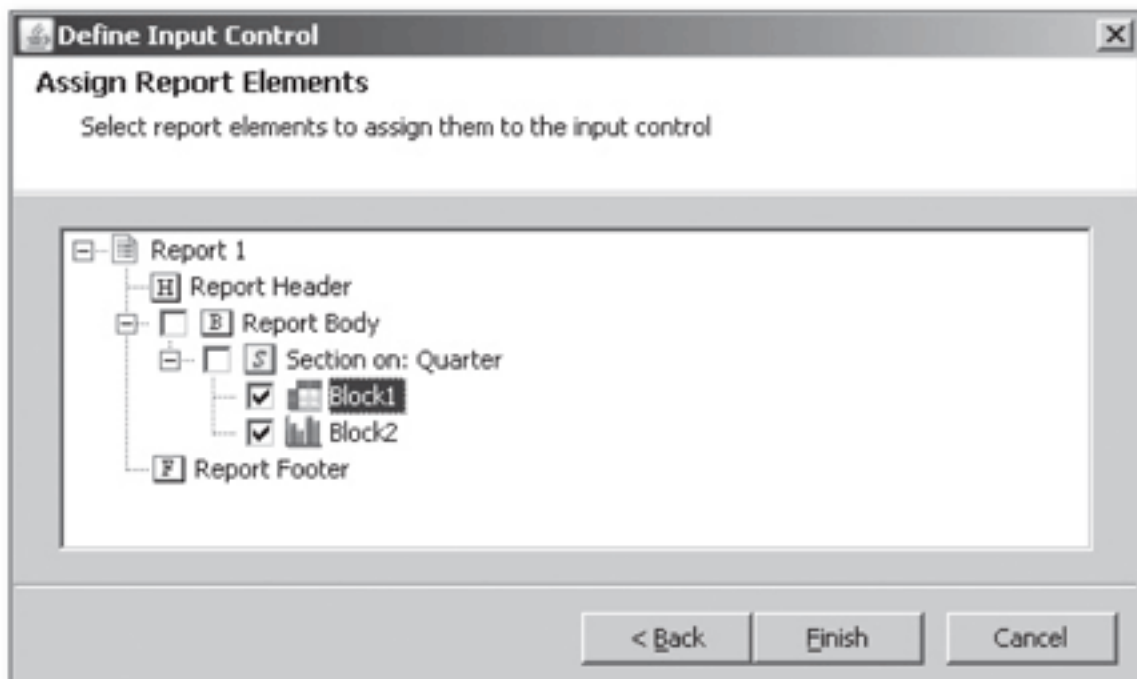 Define Input Control
Assign Report Elements
Select report elements to assign them to the input control
Report 1
H Report Header
B Report Body
S Section on: Quarter
Block1
Block2
F Report Footer
< Back
Finish
Cancel